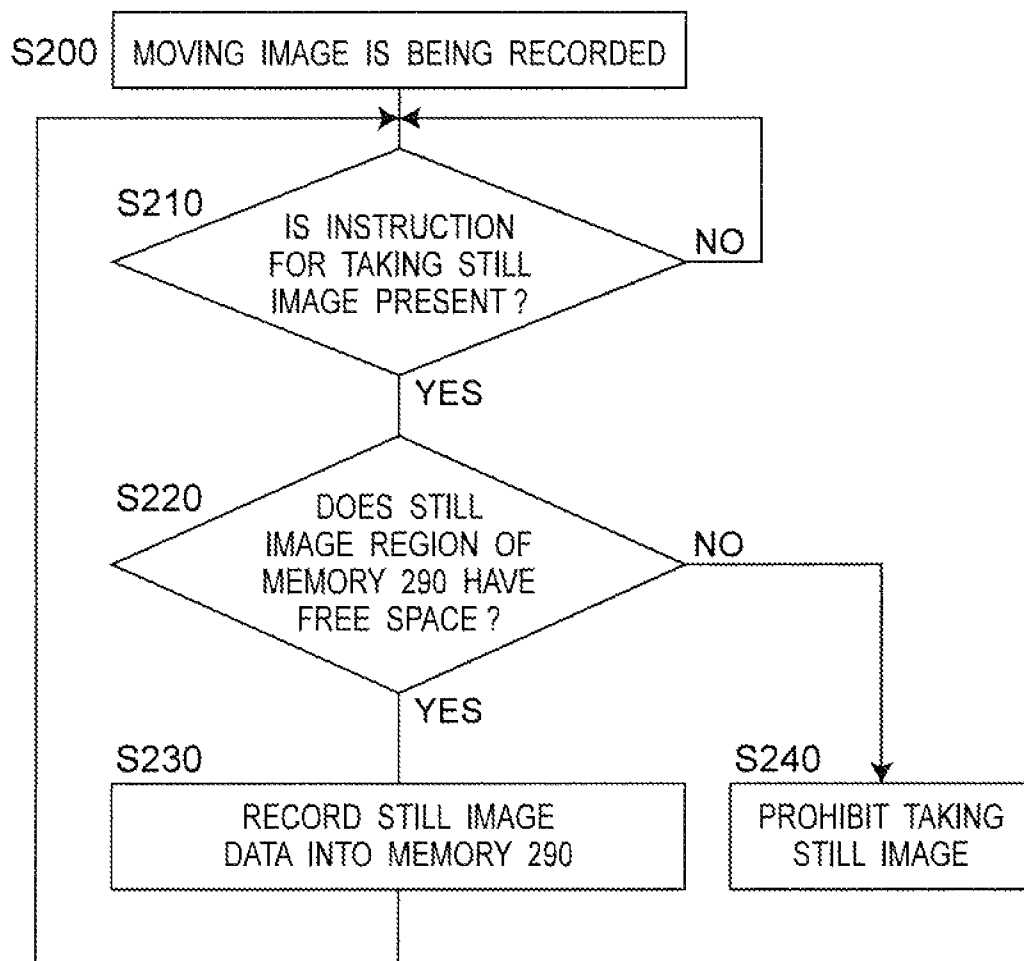 S200
MOVING IMAGE IS BEING RECORDED
S210
IS INSTRUCTION
FOR TAKING STILL
IMAGE PRESENT ?
NO
YES
S220
DOES STILL
IMAGE REGION OF
MEMORY 290 HAVE
FREE SPACE ?
NO
YES
S230
RECORD STILL IMAGE
DATA INTO MEMORY 290
S240
PROHIBIT TAKING
STILL IMAGE